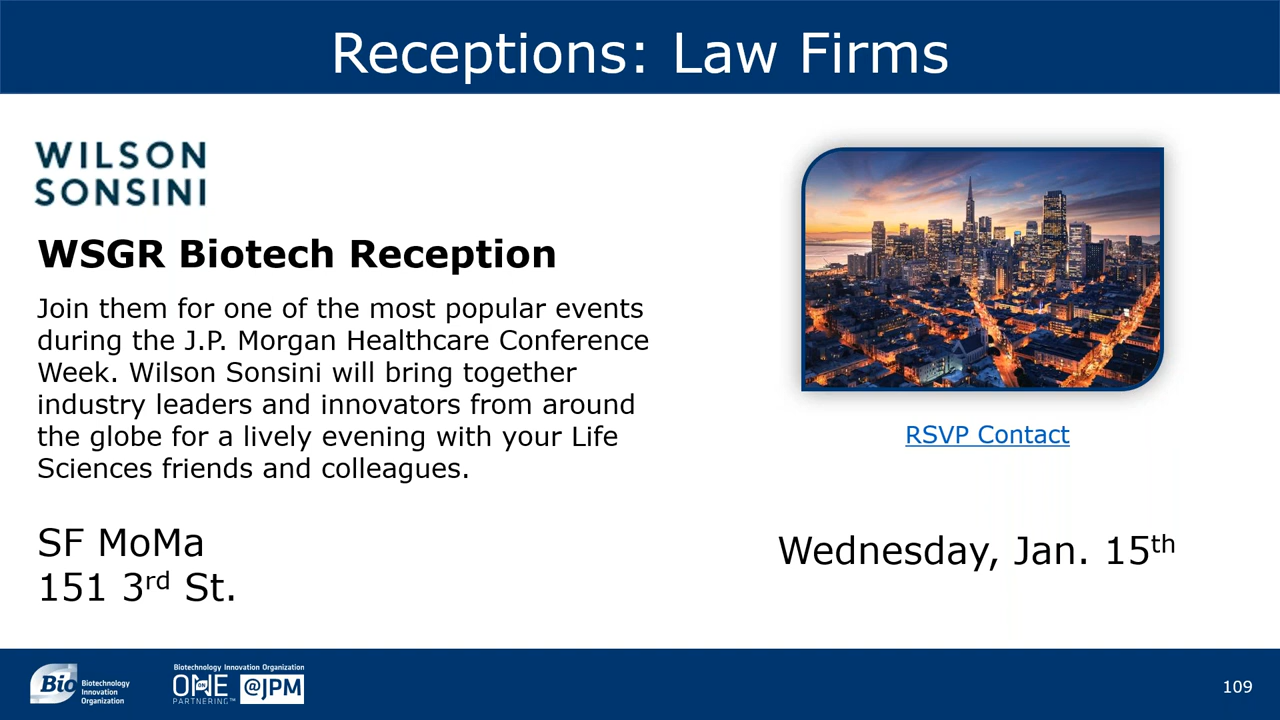 Receptions: Law Firms
WILSON
SONSINI
WSGR Biotech Reception
Join them for one of the most popular events
during the J.P. Morgan Healthcare Conference
Week. Wilson Sonsini will bring together
industry leaders and innovators from around
the globe for a lively evening with your Life
Sciences friends and colleagues.
RSVP Contact
SF MoMa
151 3rd St.
Wednesday, Jan. 15th
Bio
Biotechnology
Innovation
Organization
Biotechnology Innovation Organization
ONE
ON
PARTNERING™
@JPM
109